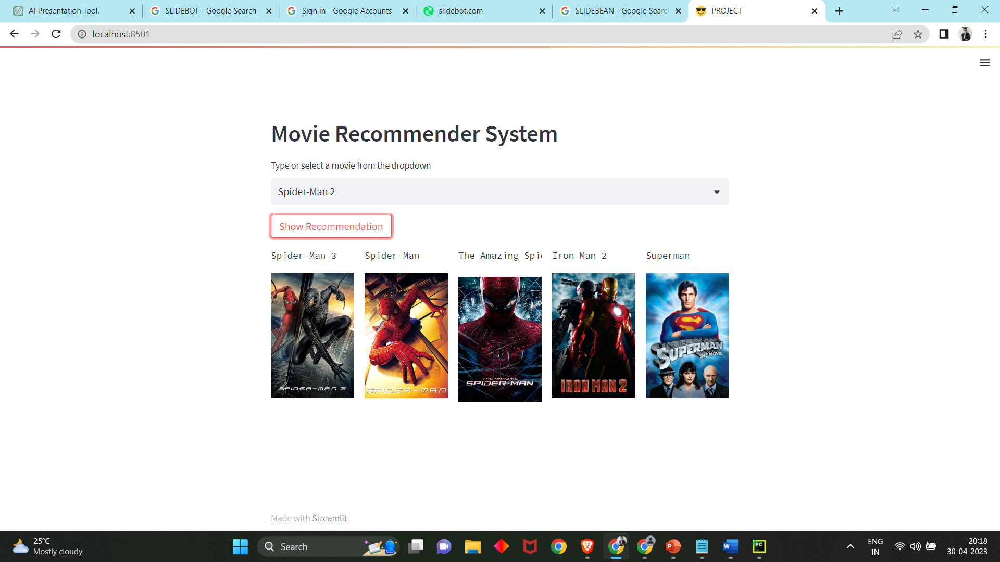 AI Presentation Tool.
SLIDEBOT - Google Search
Sign in - Google Accounts
slidebot.com
SLIDEBEAN - Google Searc
PROJECT
localhost:8501
Movie Recommender System
Type or select a movie from the dropdown
Spider-Man 2
Show Recommendation
Spider-Man 3
Spider-Man
The Amazing Spi
Iron Man 2
Superman
SPIDER-MAN 3
SPIDER-MAN
THE AMAZING
SPIDER-MAN
IRON MAN 2
SUPERMAN
THE MOVIE
Made with Streamlit
25°C
Mostly cloudy
Search
P
W
PC
ENG
IN
20:18
30-04-2023